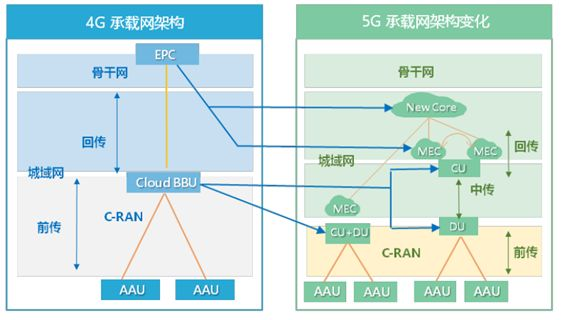 4G 承载网架构
EPC
骨干网
回传
城域网
Cloud BBU
C-RAN
前传
AAU
AAU
5G 承载网架构变化
骨干网
New Core
MEC
MEC
回传
城域网
CU
中传
MEC
CU+DU
DU
C-RAN
前传
AAU
AAU
AAU
AAU